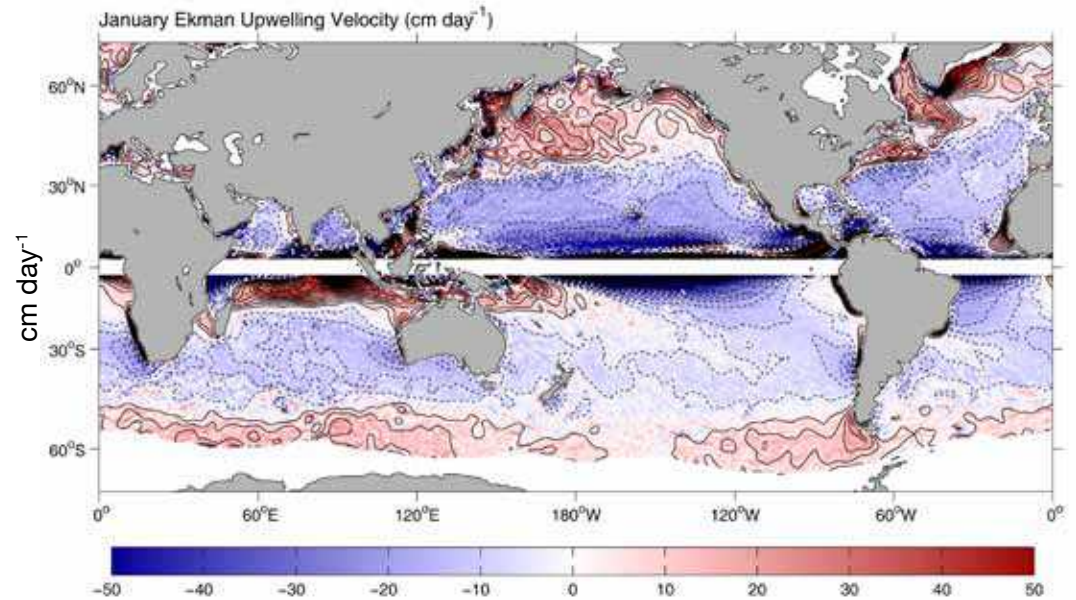 January Ekman Upwelling Velocity (cm day⁻¹)
cm day⁻¹
60°N
30°N
0°
30°S
60°S
0° 60°E 120°E 180°W 120°W 60°W 0°
−50 −40 −30 −20 −10 0 10 20 30 40 50